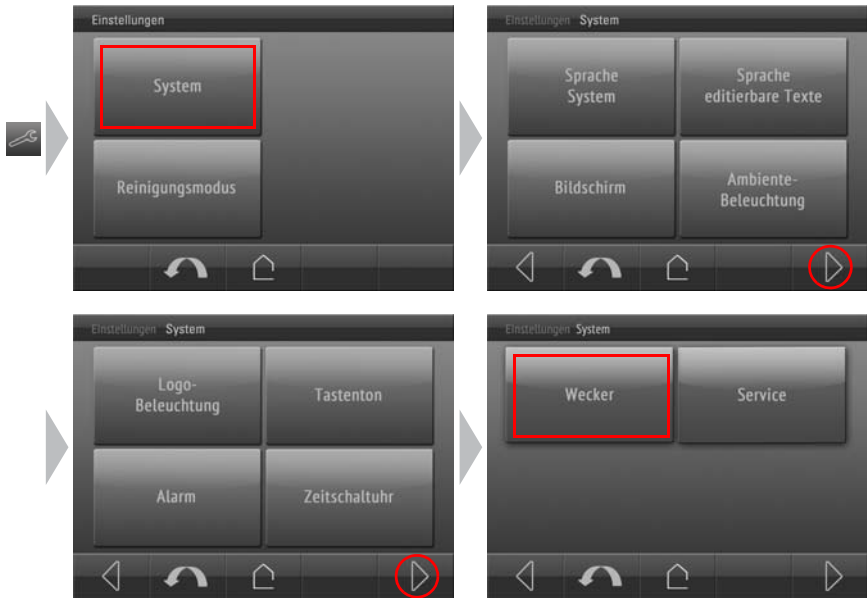 Einstellungen
System
Reinigungsmodus
Einstellungen System
Sprache
System
Sprache
editierbare Texte
Bildschirm
Ambiente-
Beleuchtung
Einstellungen System
Logo-
Beleuchtung
Tastenton
Alarm
Zeitschaltuhr
Einstellungen System
Wecker
Service